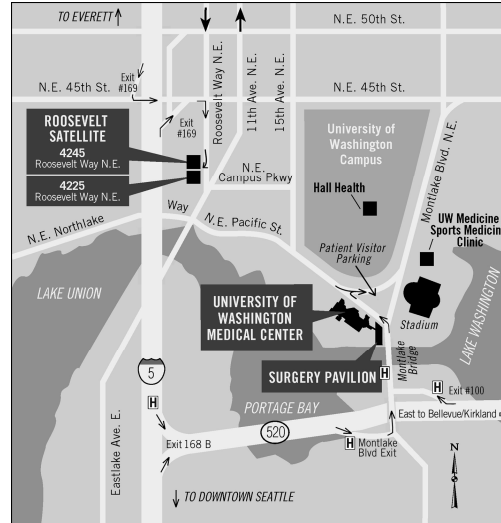 TO EVERETT
N.E. 50th St.
N.E. 45th St.
N.E. 45th St.
Exit
#169
Exit
#169
Roosevelt Way N.E.
11th Ave. N.E.
15th Ave. N.E.
ROOSEVELT
SATELLITE
4245
Roosevelt Way N.E.
4225
Roosevelt Way N.E.
University of
Washington
Campus
Montlake Blvd. N.E.
N.E.
Campus Pkwy
Hall Health
N.E. Northlake
Way
N.E. Pacific St.
UW Medicine
Sports Medicin
Clinic
Patient Visitor
Parking
LAKE UNION
UNIVERSITY OF
WASHINGTON
MEDICAL CENTER
Stadium
LAKE WASHINGTON
SURGERY PAVILION
Montlake
Bridge
5
H
H
H
Exit #100
PORTAGE BAY
East to Bellevue/Kirkland
520
Eastlake Ave. E.
Exit 168 B
H
Montlake
Blvd Exit
N
TO DOWNTOWN SEATTLE